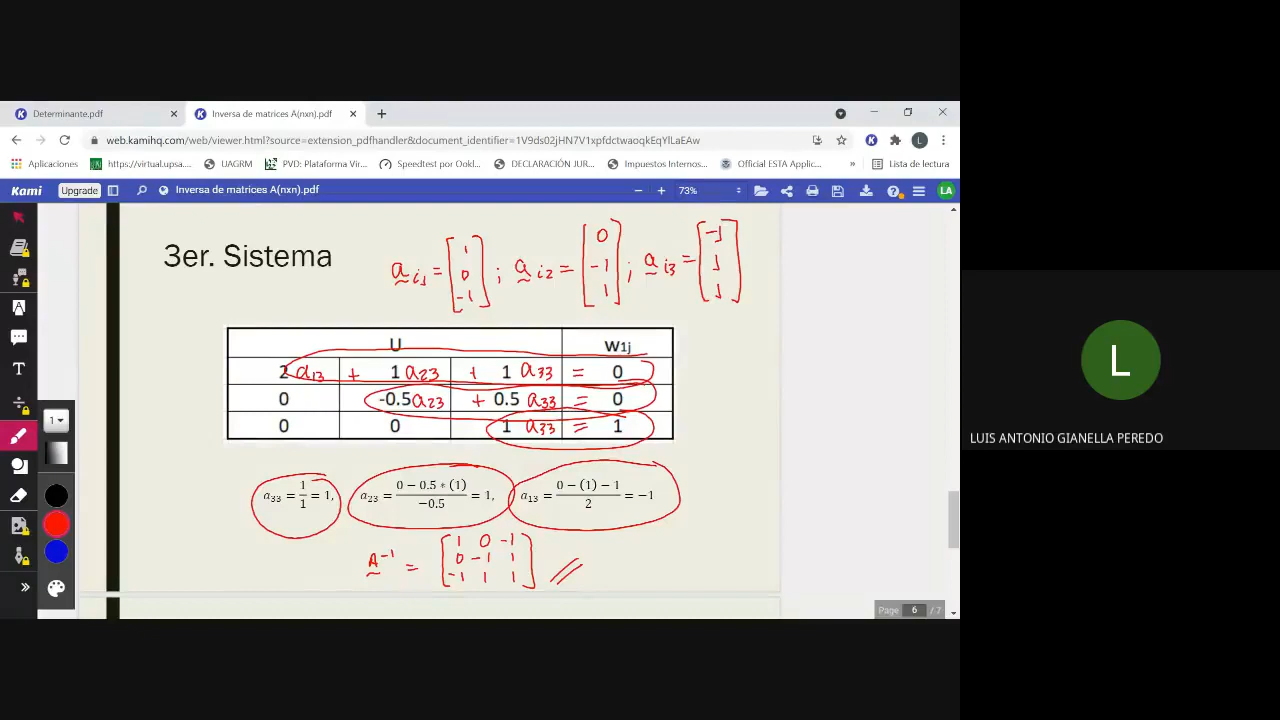 Determinante.pdf
Inversa de matrices A(nxn).pdf
web.kamihq.com/web/viewer.html?source=extension_pdfhandler&document_identifier=1V9ds02jHN7V1xpfdctwaoqkEqYlLaEAw
Aplicaciones https://virtual.upsa... UAGRM PVD: Plataforma Vir... Speedtest por Ookl... DECLARACIÓN JUR... Impuestos Internos... Official ESTA Applic... » Lista de lectura
Kami Upgrade Inversa de matrices A(nxn).pdf 73% LA
3er. Sistema
a i1 = [1 0 -1] ; a i2 = [0 -1 1] ; a i3 = [-1 1 1]
U W1j
2 a13 + 1 a23 + 1 a33 = 0
0 -0.5 a23 + 0.5 a33 = 0
0 0 1 a33 = 1
a33 = 1/1 = 1, a23 = (0 − 0.5 * (1))/−0.5 = 1, a13 = (0 − (1) − 1)/2 = −1
A-1 = [1 0 -1
0 -1 1
-1 1 1]
Page 6 / 7
L
LUIS ANTONIO GIANELLA PEREDO